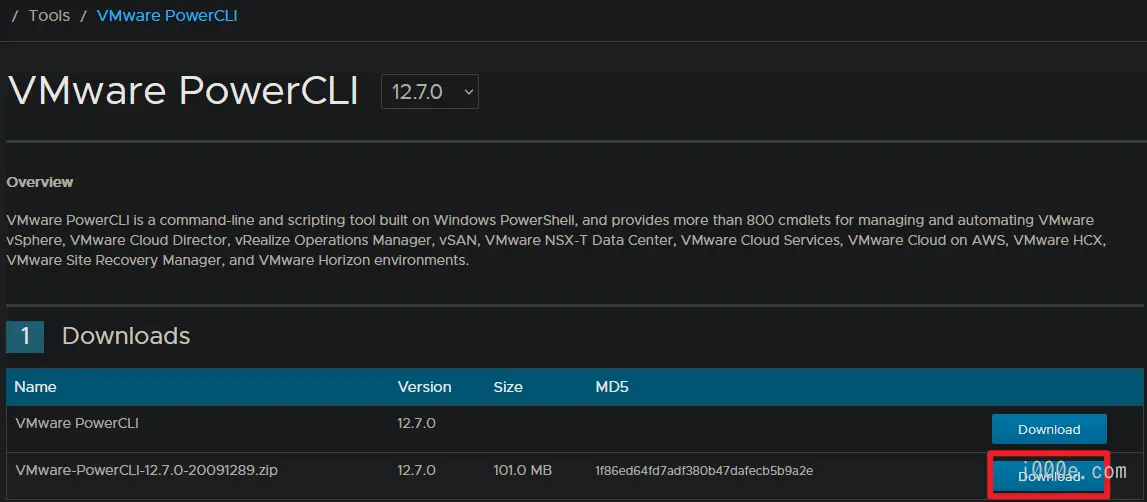 / Tools / VMware PowerCLI
VMware PowerCLI 12.7.0
Overview
VMware PowerCLI is a command-line and scripting tool built on Windows PowerShell, and provides more than 800 cmdlets for managing and automating VMware
vSphere, VMware Cloud Director, vRealize Operations Manager, vSAN, VMware NSX-T Data Center, VMware Cloud Services, VMware Cloud on AWS, VMware HCX,
VMware Site Recovery Manager, and VMware Horizon environments.
1 Downloads
Name Version Size MD5
VMware PowerCLI 12.7.0 Download
VMware-PowerCLI-12.7.0-20091289.zip 12.7.0 101.0 MB 1f86ed64fd7adf380b47dafecb5b9a2e Download
i000e.com